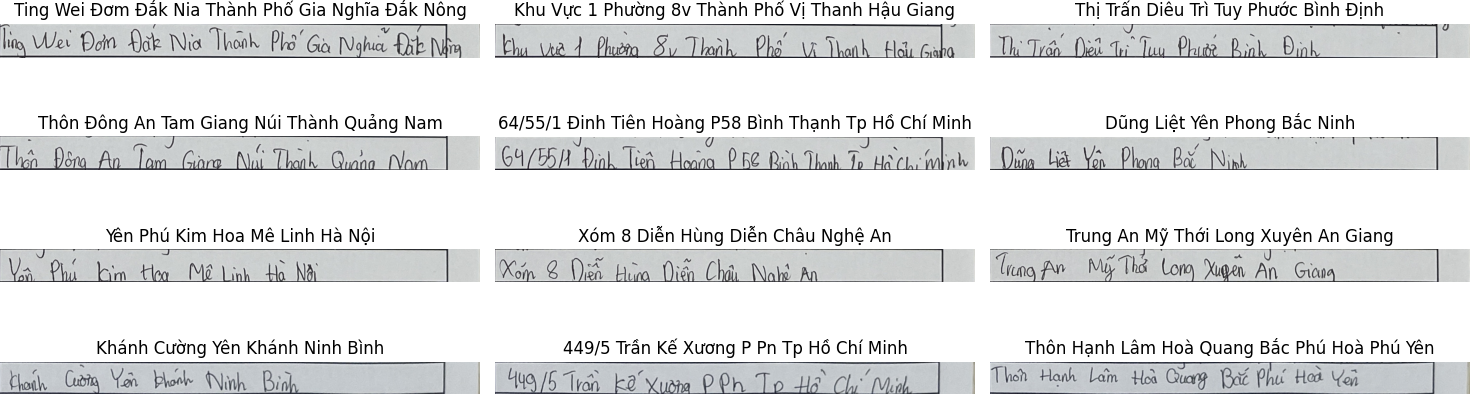 Ting Wei Đơm Đắk Nia Thành Phố Gia Nghĩa Đắk Nông
Ting Wei Đơm Đắk Nia Thành Phố Gia Nghĩa Đắk Nông
Khu Vực 1 Phường 8v Thành Phố Vị Thanh Hậu Giang
Khu Vực 1 Phường 8v Thành Phố Vị Thanh Hậu Giang
Thị Trấn Diêu Trì Tuy Phước Bình Định
Thị Trấn Diêu Trì Tuy Phước Bình Định
Thôn Đông An Tam Giang Núi Thành Quảng Nam
Thôn Đông An Tam Giang Núi Thành Quảng Nam
64/55/1 Đinh Tiên Hoàng P58 Bình Thạnh Tp Hồ Chí Minh
64/55/1 Đinh Tiên Hoàng P58 Bình Thạnh Tp Hồ Chí Minh
Dũng Liệt Yên Phong Bắc Ninh
Dũng Liệt Yên Phong Bắc Ninh
Yên Phú Kim Hoa Mê Linh Hà Nội
Yên Phú Kim Hoa Mê Linh Hà Nội
Xóm 8 Diễn Hùng Diễn Châu Nghệ An
Xóm 8 Diễn Hùng Diễn Châu Nghệ An
Trung An Mỹ Thới Long Xuyên An Giang
Trung An Mỹ Thới Long Xuyên An Giang
Khánh Cường Yên Khánh Ninh Bình
Khánh Cường Yên Khánh Ninh Bình
449/5 Trần Kế Xương P Pn Tp Hồ Chí Minh
449/5 Trần Kế Xương P Pn Tp Hồ Chí Minh
Thôn Hạnh Lâm Hoà Quang Bắc Phú Hoà Phú Yên
Thôn Hạnh Lâm Hoà Quang Bắc Phú Hoà Yên